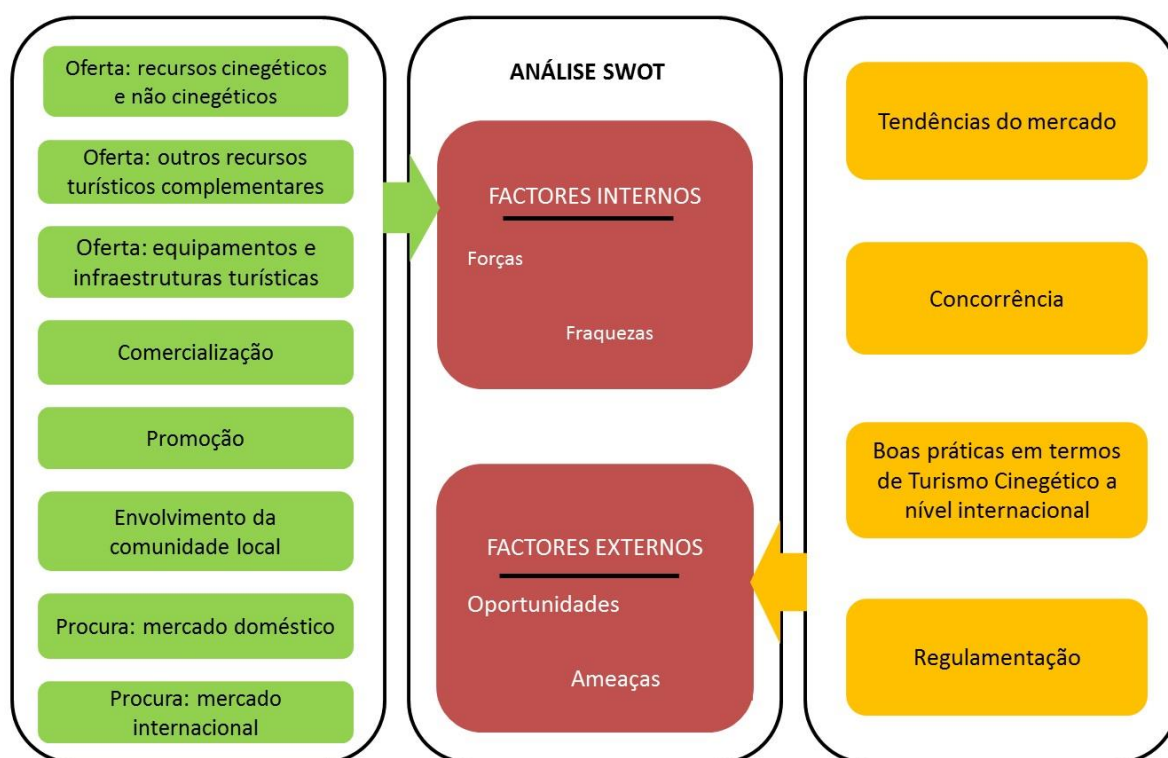 Oferta: recursos cinegéticos
e não cinegéticos
Oferta: outros recursos
turísticos complementares
Oferta: equipamentos e
infraestruturas turísticas
Comercialização
Promoção
Envolvimento da
comunidade local
Procura: mercado doméstico
Procura: mercado
internacional
ANÁLISE SWOT
FACTORES INTERNOS
Forças
Fraquezas
FACTORES EXTERNOS
Oportunidades
Ameaças
Tendências do mercado
Concorrência
Boas práticas em termos
de Turismo Cinegético a
nível internacional
Regulamentação